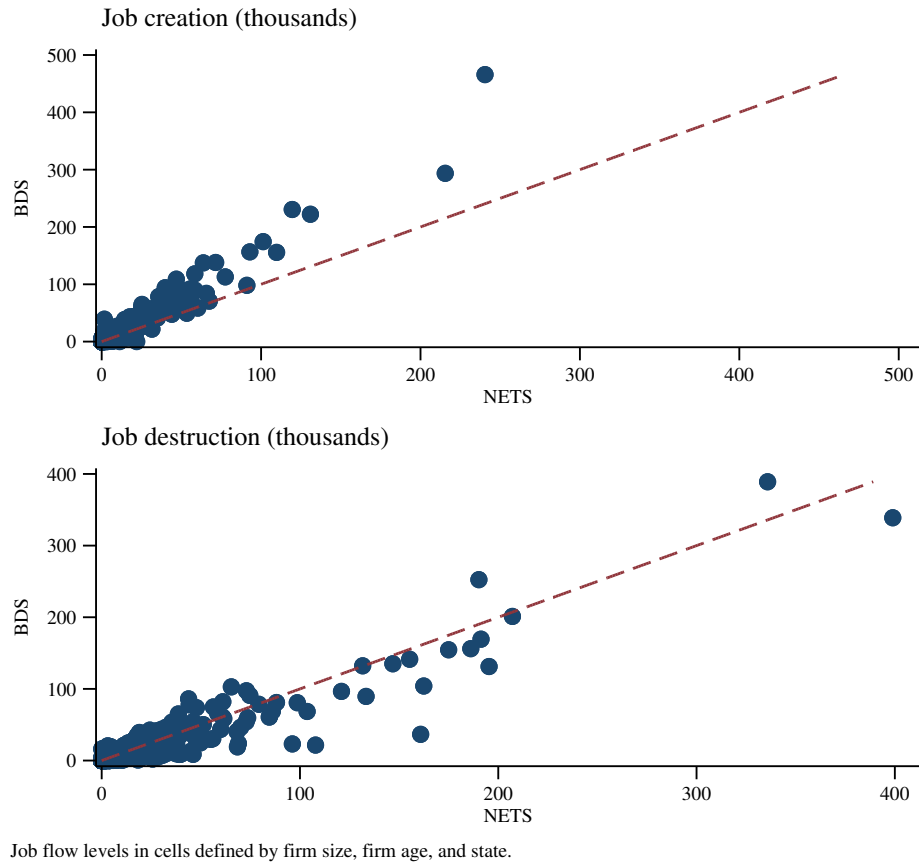 Job creation (thousands)
500
400
300
200
100
0
BDS
0 100 200 300 400 500
NETS
Job destruction (thousands)
400
300
200
100
0
BDS
0 100 200 300 400
NETS
Job flow levels in cells defined by firm size, firm age, and state.